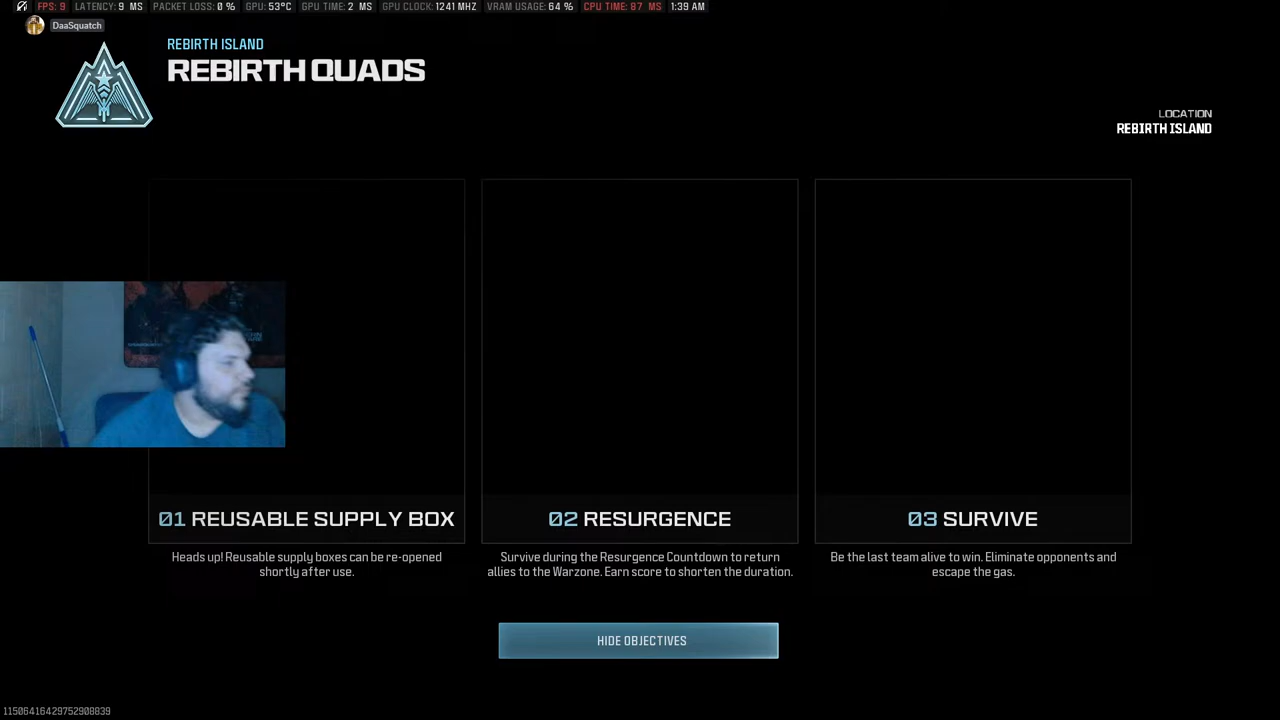 FPS: 9 LATENCY: 9 MS PACKET LOSS: 0 % GPU: 53°C GPU TIME: 2 MS GPU CLOCK: 1241 MHZ VRAM USAGE: 64 % CPU TIME: 87 MS 1:39 AM
DaaSquatch
REBIRTH ISLAND
REBIRTH QUADS
LOCATION
REBIRTH ISLAND
01 REUSABLE SUPPLY BOX
Heads up! Reusable supply boxes can be re-opened
shortly after use.
02 RESURGENCE
Survive during the Resurgence Countdown to return
allies to the Warzone. Earn score to shorten the duration.
03 SURVIVE
Be the last team alive to win. Eliminate opponents and
escape the gas.
HIDE OBJECTIVES
11506416429752908839